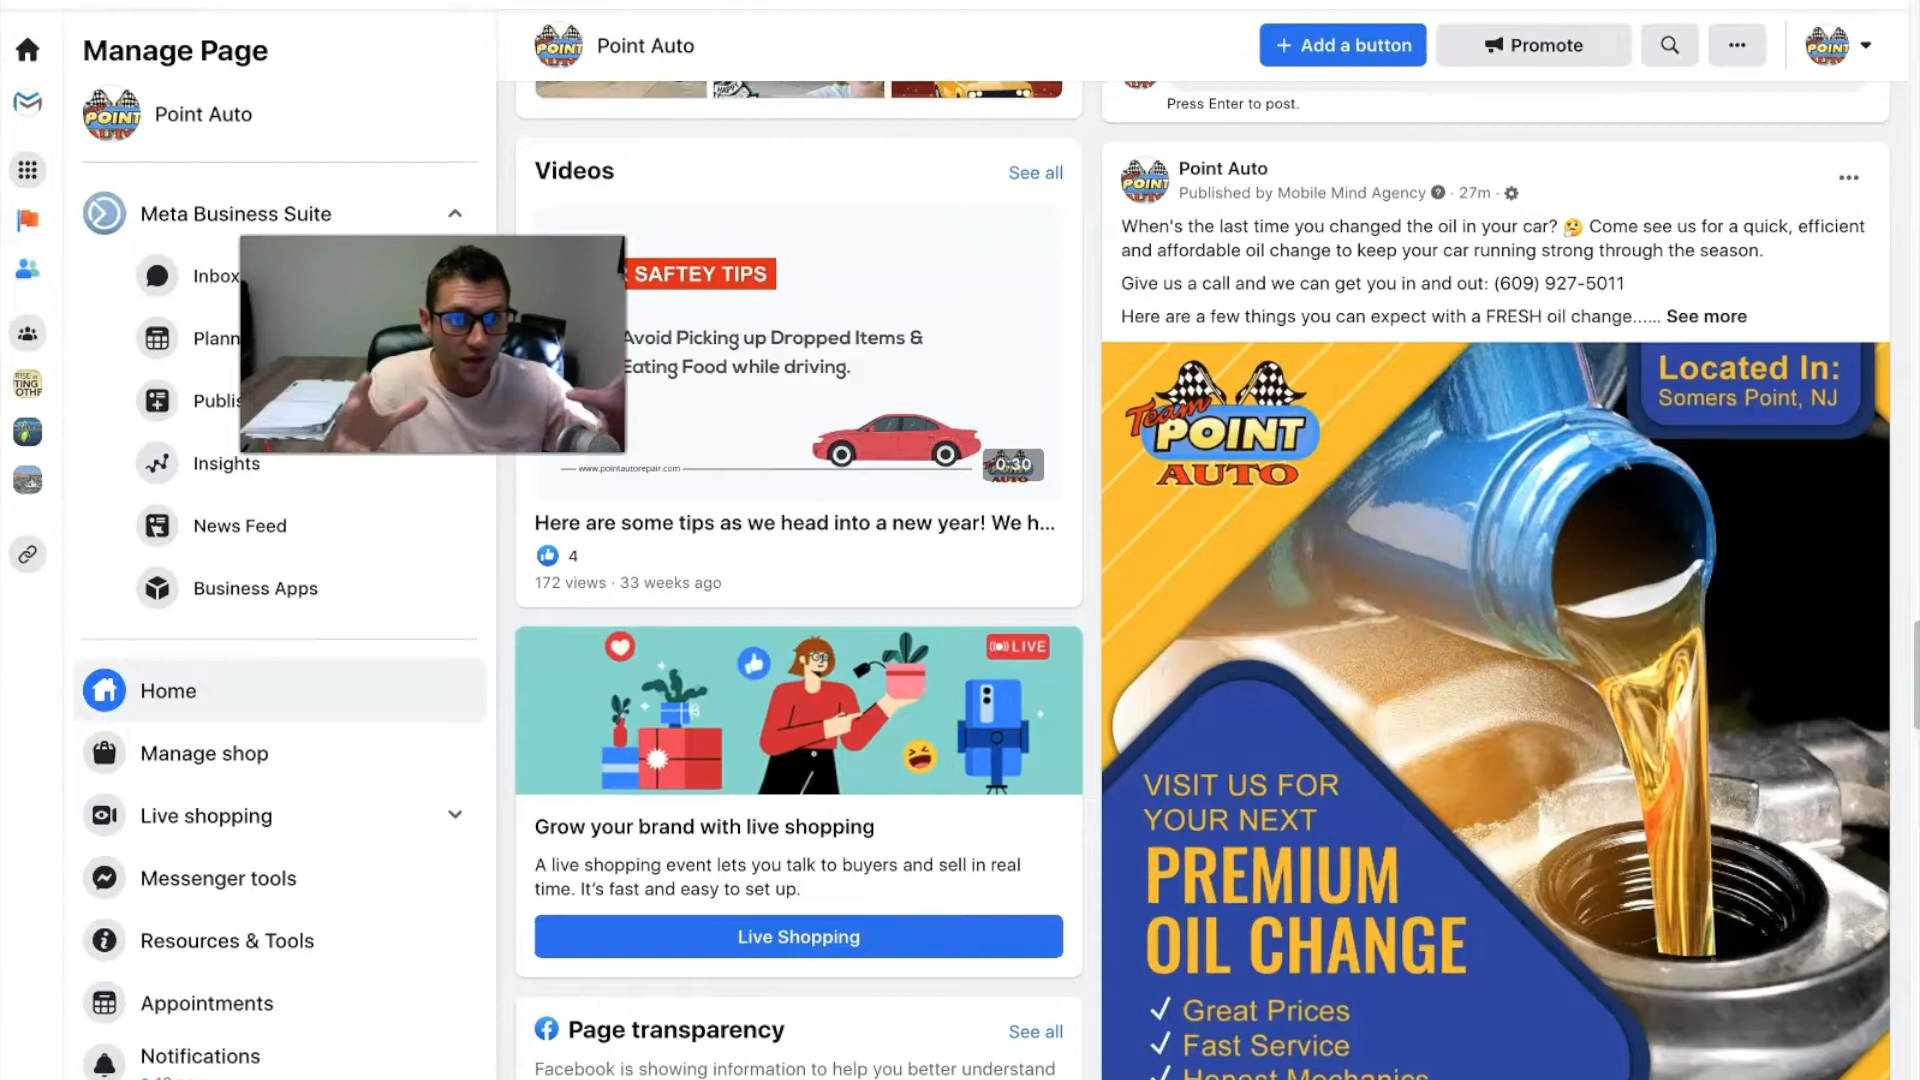 Manage Page
Point Auto
Meta Business Suite
Inbox
Plann
Publis
Insights
News Feed
Business Apps
Home
Manage shop
Live shopping
Messenger tools
Resources & Tools
Appointments
Notifications
POINT
Point Auto
+ Add a button
Promote
Videos
See all
SAFTEY TIPS
Avoid Picking up Dropped Items &
Eating Food while driving.
www.pointautorepair.com
0:30
AUTO
Here are some tips as we head into a new year! We h...
4
172 views · 33 weeks ago
LIVE
Grow your brand with live shopping
A live shopping event lets you talk to buyers and sell in real
time. It's fast and easy to set up.
Live Shopping
Page transparency
See all
Facebook is showing information to help you better understand
Press Enter to post.
Point Auto
Published by Mobile Mind Agency · 27m ·
When's the last time you changed the oil in your car? 🤔 Come see us for a quick, efficient
and affordable oil change to keep your car running strong through the season.
Give us a call and we can get you in and out: (609) 927-5011
Here are a few things you can expect with a FRESH oil change...... See more
Team
POINT
AUTO
Located In:
Somers Point, NJ
VISIT US FOR
YOUR NEXT
PREMIUM
OIL CHANGE
✓ Great Prices
✓ Fast Service
✓ Honest Mechanics